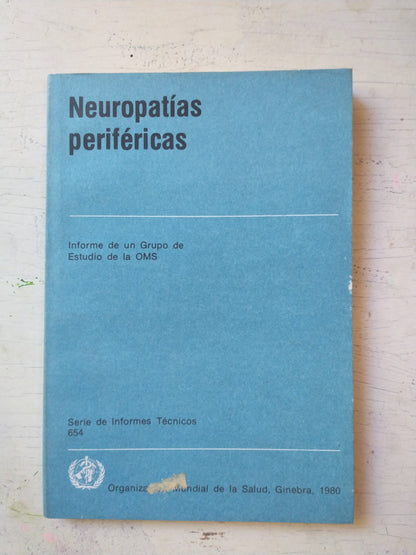 Neuropatías
periféricas
Informe de un Grupo de
Estudio de la OMS
Serie de Informes Técnicos
654
Organiza Mundial de la Salud, Ginebra, 1980